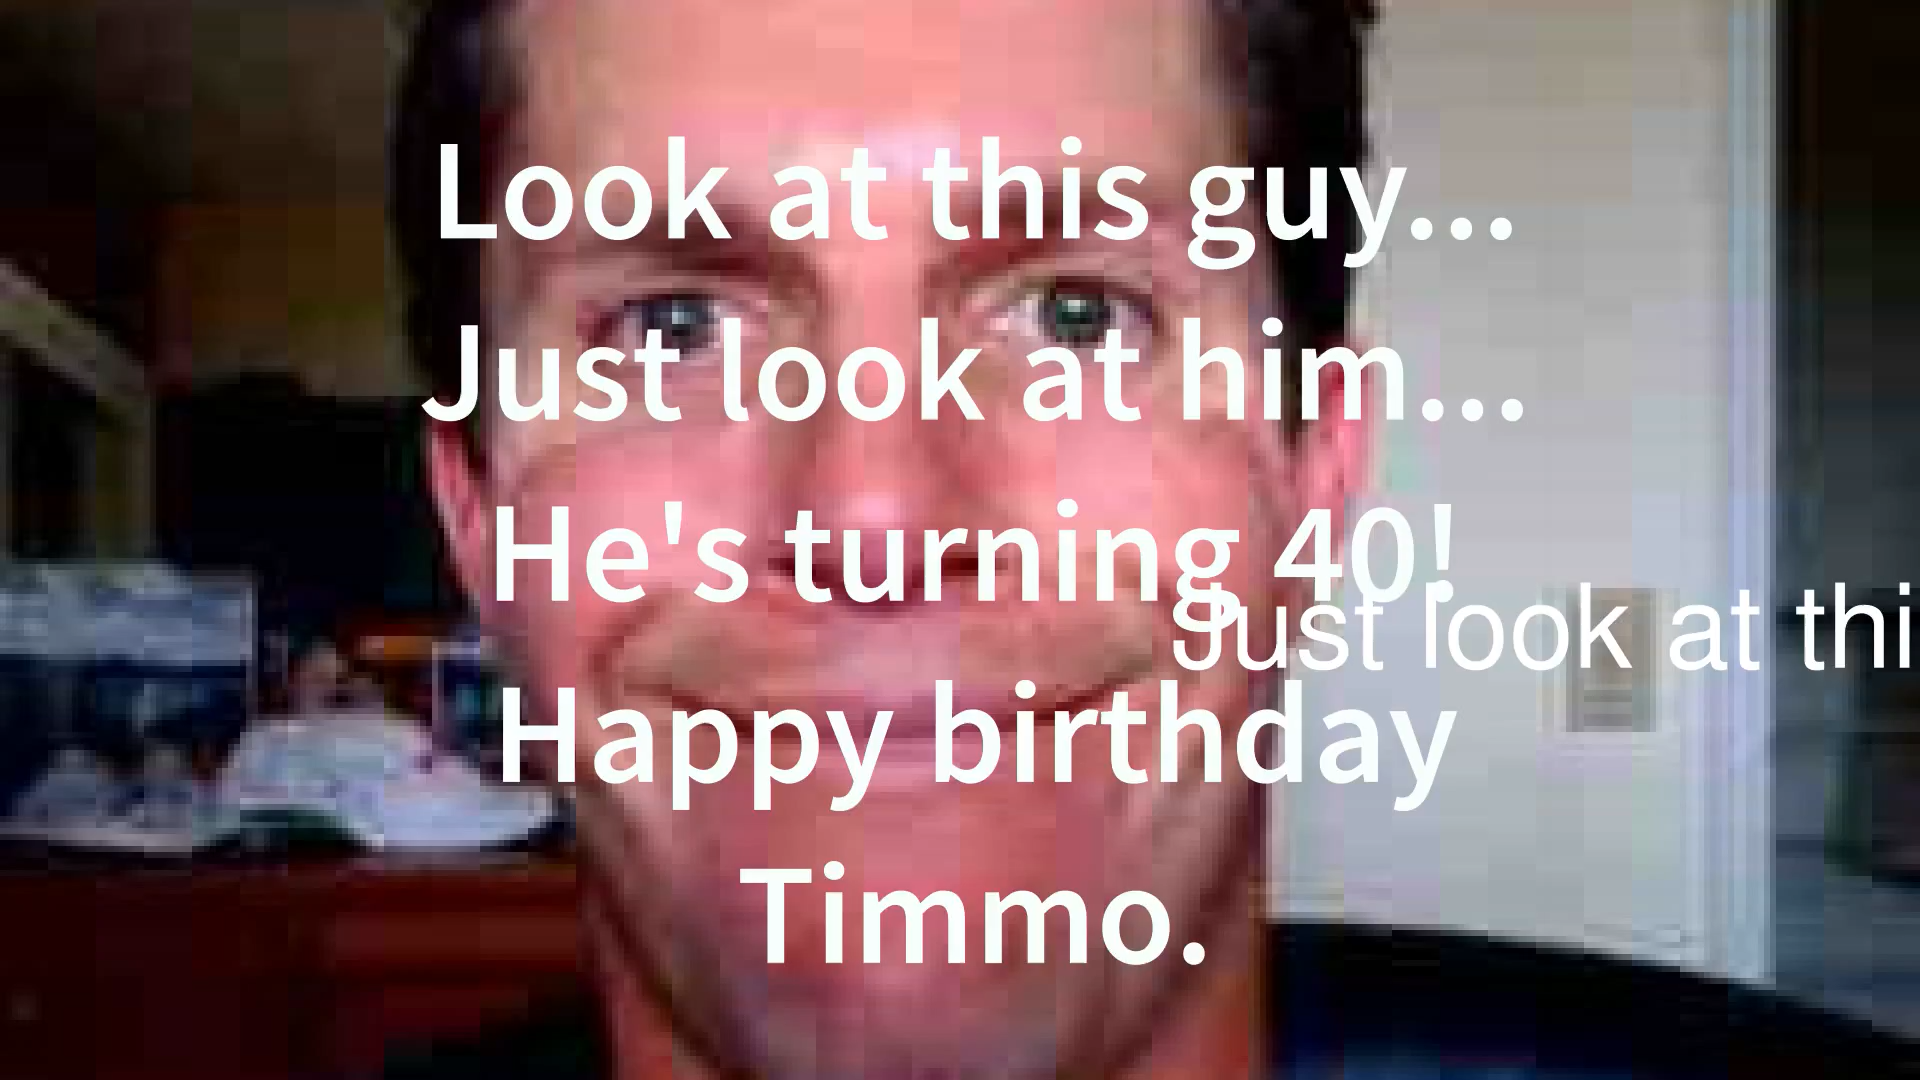 Look at this guy...
Just look at him...
He's turning 40!
Just look at thi
Happy birthday
Timmo.